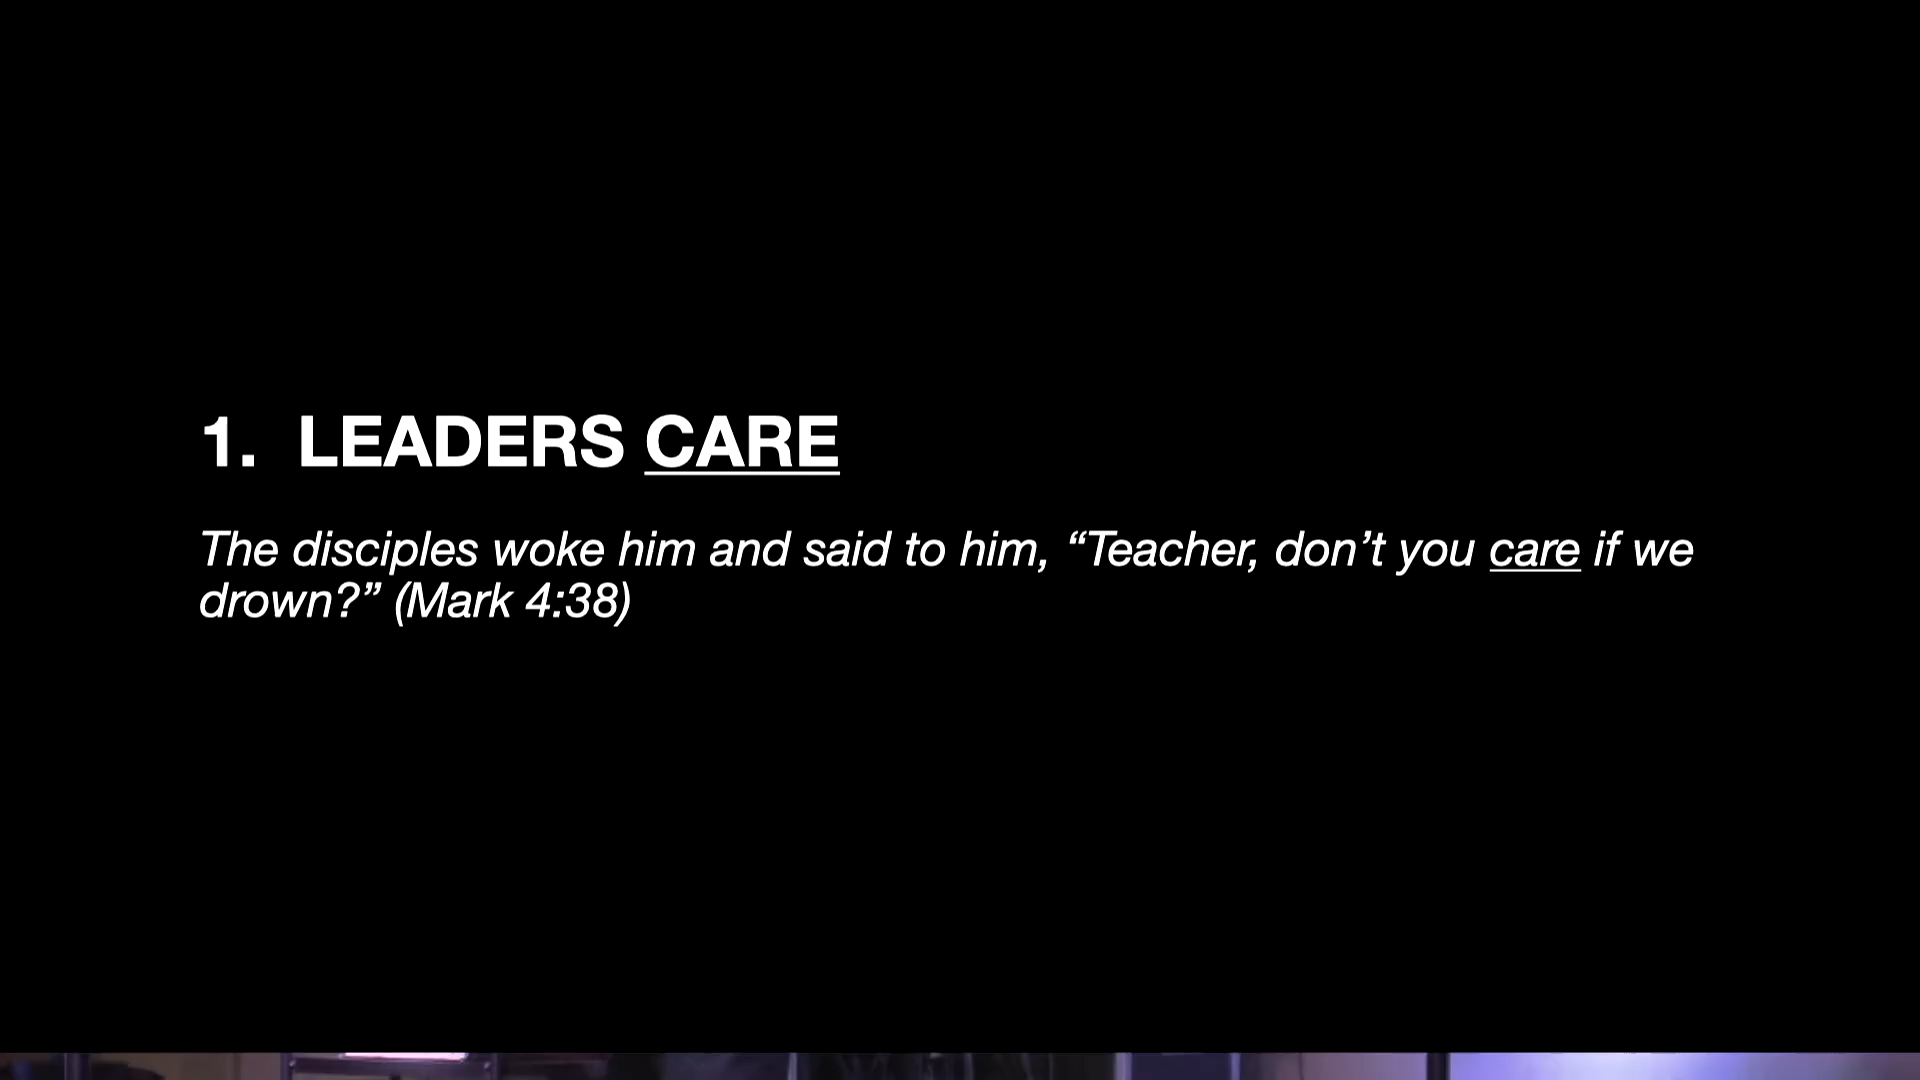 1. LEADERS CARE
The disciples woke him and said to him, “Teacher, don’t you care if we
drown?” (Mark 4:38)